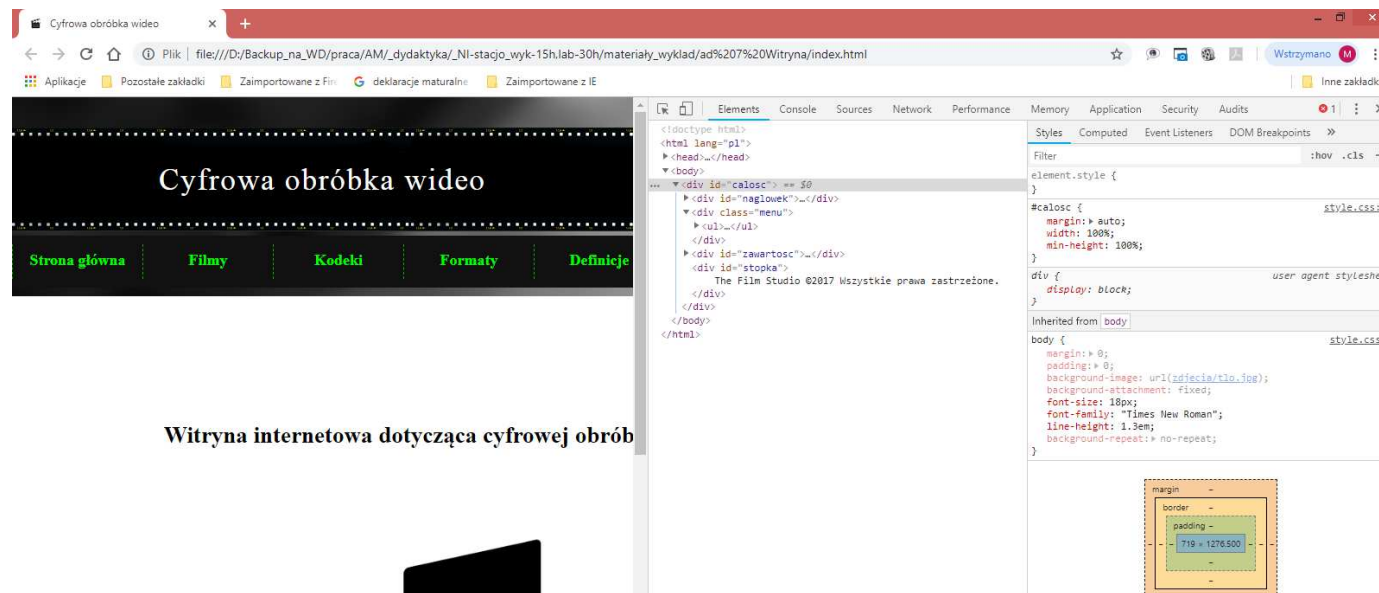 Cyfrowa obróbka wideo
Plik | file:///D:/Backup_na_WD/praca/AM/_dydaktyka/_NI-stacjo_wyk-15h,lab-30h/materiały_wyklad/ad%207%20Witryna/index.html
Wstrzymano M
Aplikacje Pozostałe zakładki Zaimportowane z Fir deklaracje maturalne Zaimportowane z IE Inne zakładk
Cyfrowa obróbka wideo
Strona główna Filmy Kodeki Formaty Definicje
Witryna internetowa dotycząca cyfrowej obrób
Elements Console Sources Network Performance Memory Application Security Audits 1
<!doctype html>
<html lang="pl">
<head>…</head>
<body>
<div id="calosc"> == $0
<div id="naglowek">…</div>
<div class="menu">
<ul>…</ul>
</div>
<div id="zawartosc">…</div>
<div id="stopka">
The Film Studio ©2017 Wszystkie prawa zastrzeżone.
</div>
</div>
</body>
</html>
Styles Computed Event Listeners DOM Breakpoints »
Filter :hov .cls
element.style {
}
#calosc { style.css:
margin: auto;
width: 100%;
min-height: 100%;
}
div { user agent styleshe
display: block;
}
Inherited from body
body { style.css
margin: 0;
padding: 0;
background-image: url(zdjecia/tlo.jpg);
background-attachment: fixed;
font-size: 18px;
font-family: "Times New Roman";
line-height: 1.3em;
background-repeat: no-repeat;
}
margin –
border –
padding –
– – – 719 × 1276.500 – – –
–
–